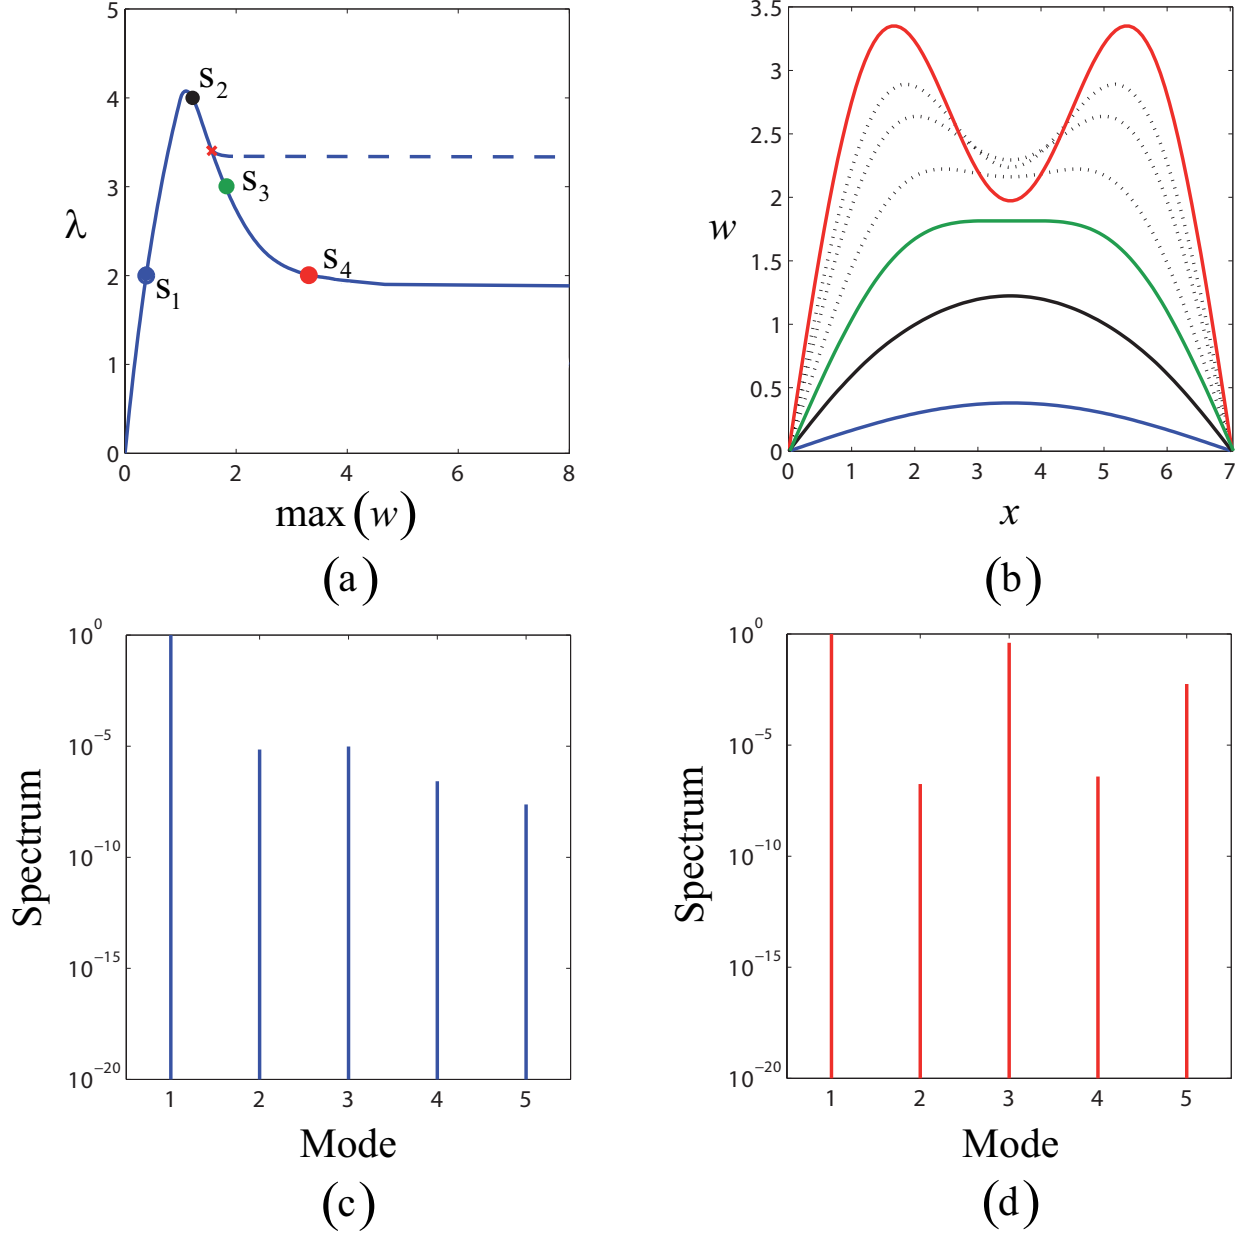 5
4
3
2
1
0
λ
s1
s2
s3
s4
0 2 4 6 8
max (w)
(a)
3.5
3
2.5
2
1.5
1
0.5
0
w
0 1 2 3 4 5 6 7
x
(b)
10^0
10^−5
10^−10
10^−15
10^−20
Spectrum
1 2 3 4 5
Mode
(c)
10^0
10^−5
10^−10
10^−15
10^−20
Spectrum
1 2 3 4 5
Mode
(d)